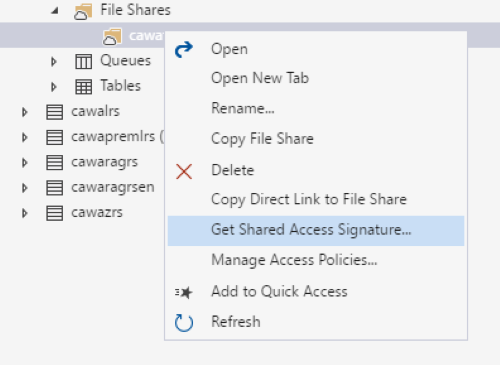 File Shares
cawa
Open
Queues
Open New Tab
Tables
Rename...
cawalrs
Copy File Share
cawapremlrs (
cawaragrs
Delete
cawaragrsen
Copy Direct Link to File Share
cawazrs
Get Shared Access Signature...
Manage Access Policies...
Add to Quick Access
Refresh